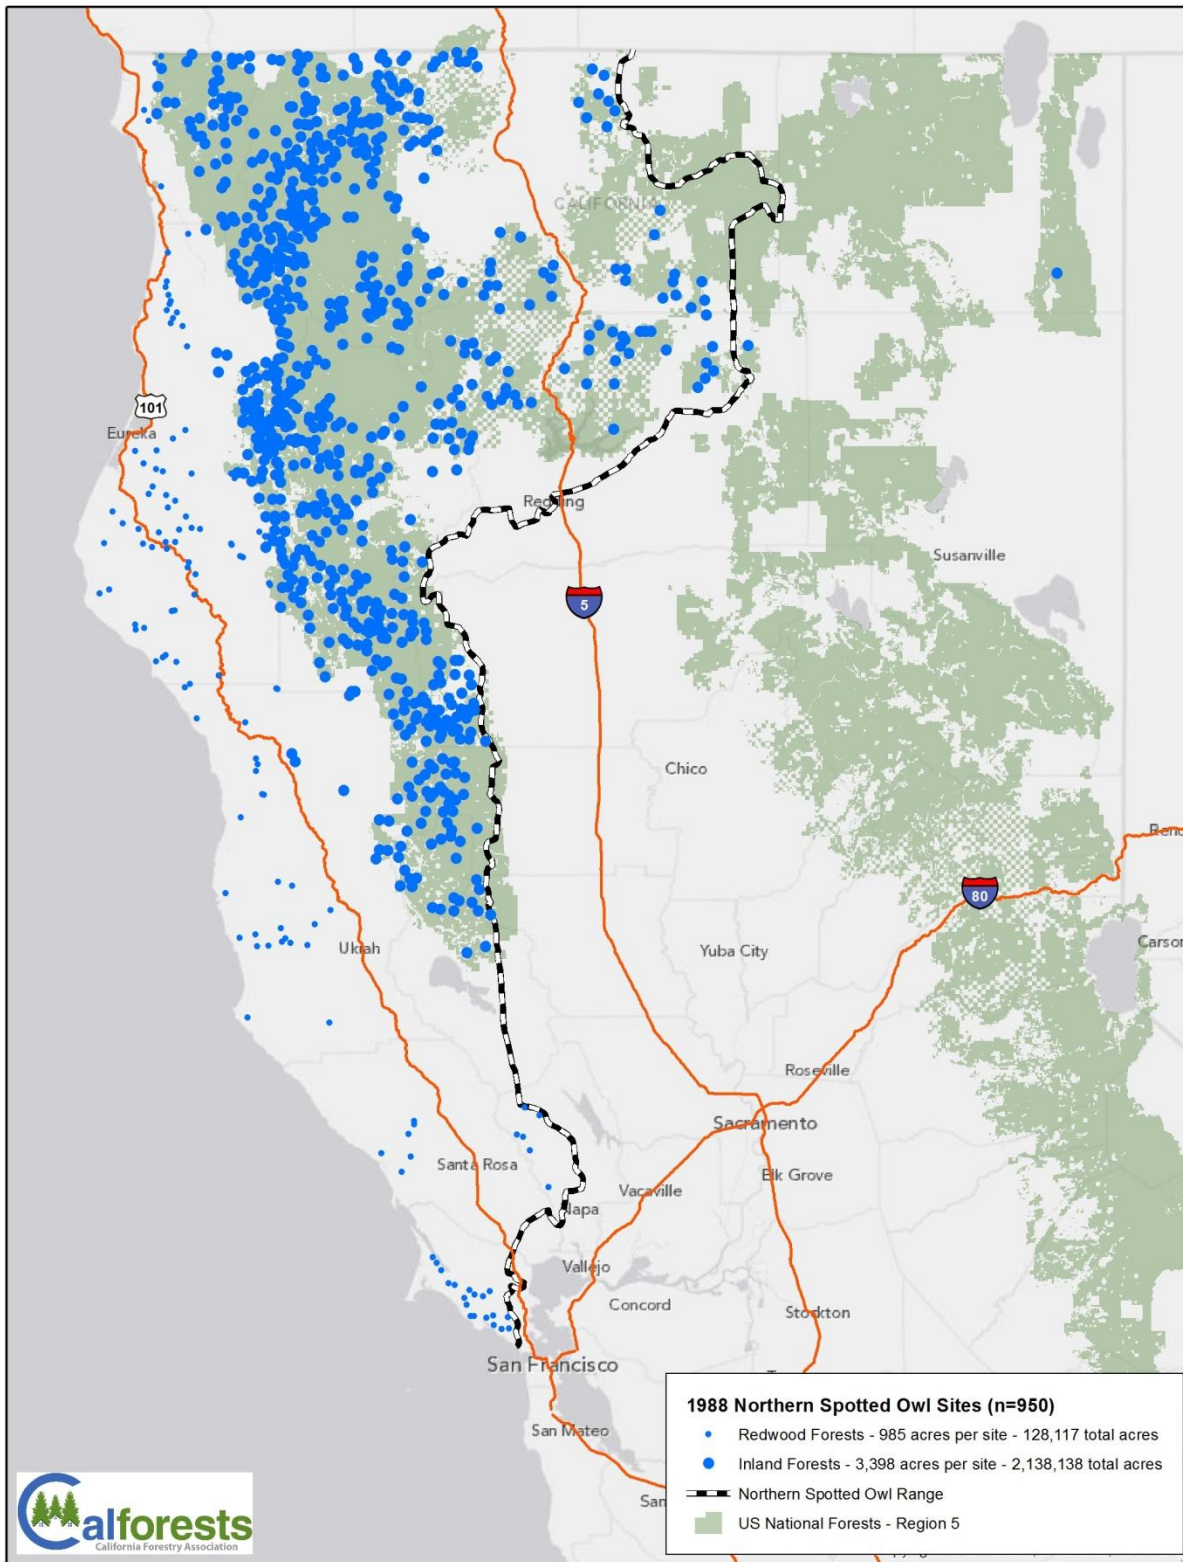 CALIFORNIA
101
Eureka
Redding
Susanville
5
Chico
Reno
80
Ukiah
Yuba City
Carson
Roseville
Sacramento
Santa Rosa
Elk Grove
Vacaville
Napa
Vallejo
Concord
Stockton
San Francisco
San Mateo
San
1988 Northern Spotted Owl Sites (n=950)
Redwood Forests - 985 acres per site - 128,117 total acres
Inland Forests - 3,398 acres per site - 2,138,138 total acres
Northern Spotted Owl Range
US National Forests - Region 5
Calforests
California Forestry Association